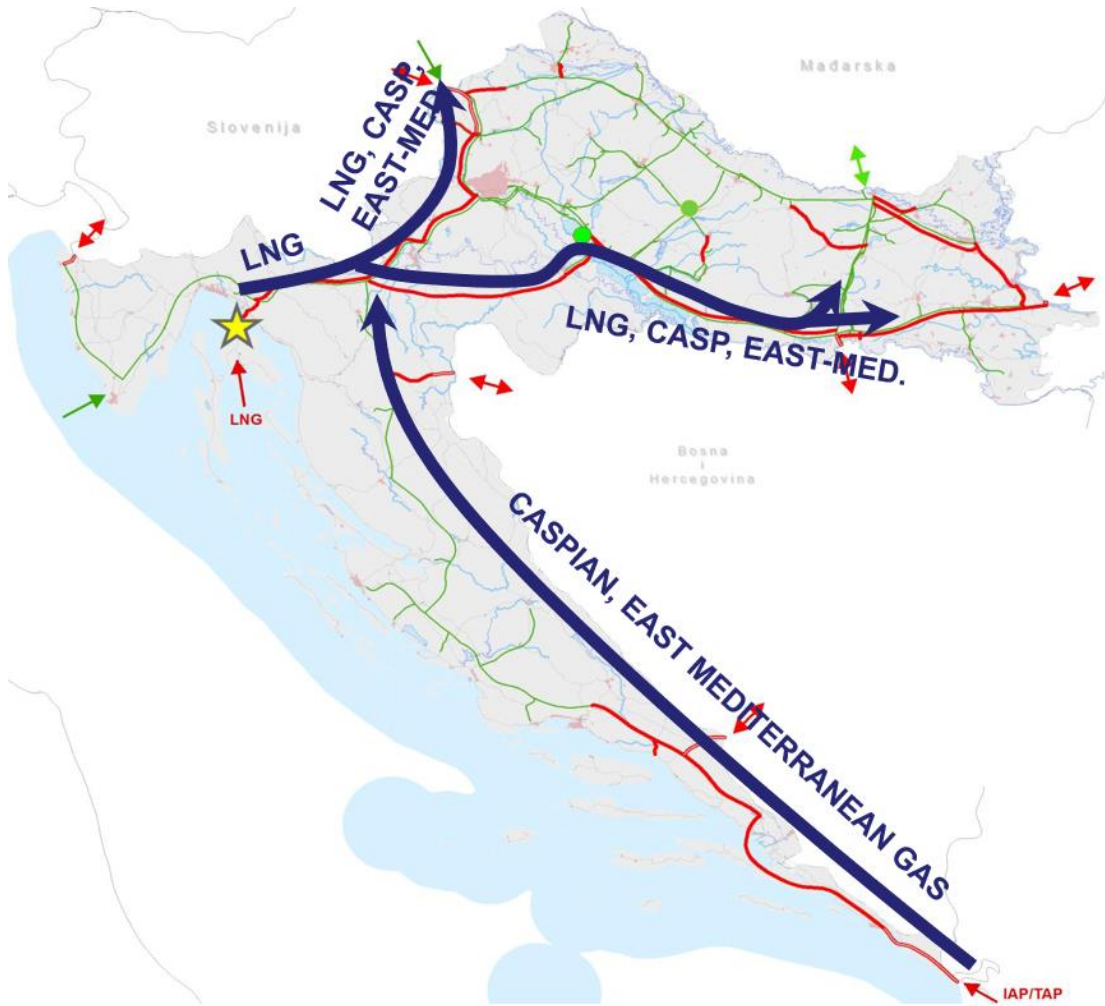 Mađarska
Slovenija
LNG, CASP,
EAST-MED
LNG
LNG, CASP, EAST-MED.
LNG
Bosna
i
Hercegovina
CASPIAN, EAST MEDITERRANEAN GAS
IAP/TAP